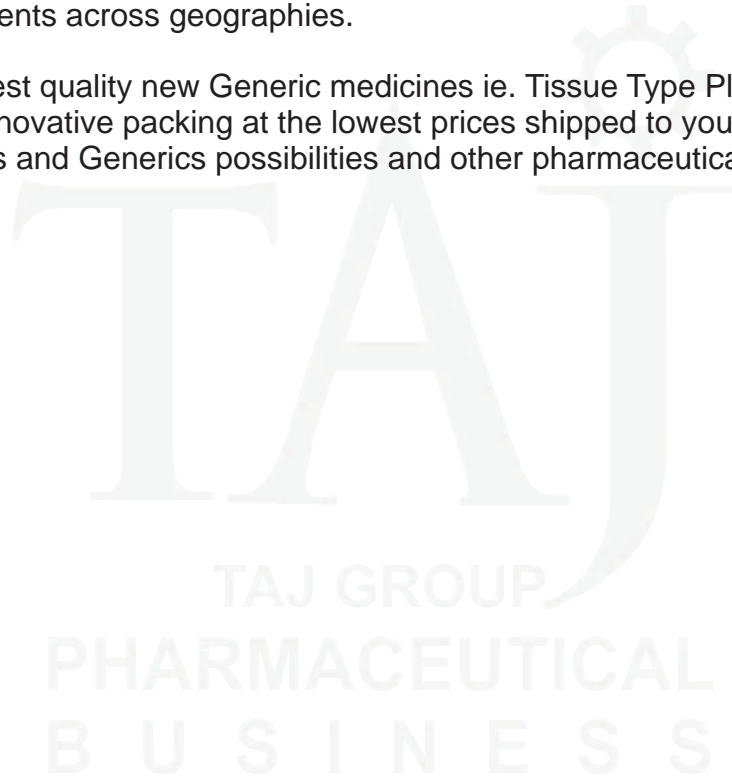 ents across geographies.
est quality new Generic medicines ie. Tissue Type Pl
novative packing at the lowest prices shipped to you
s and Generics possibilities and other pharmaceutica
TAJ
TAJ GROUP
PHARMACEUTICAL
BUSINESS